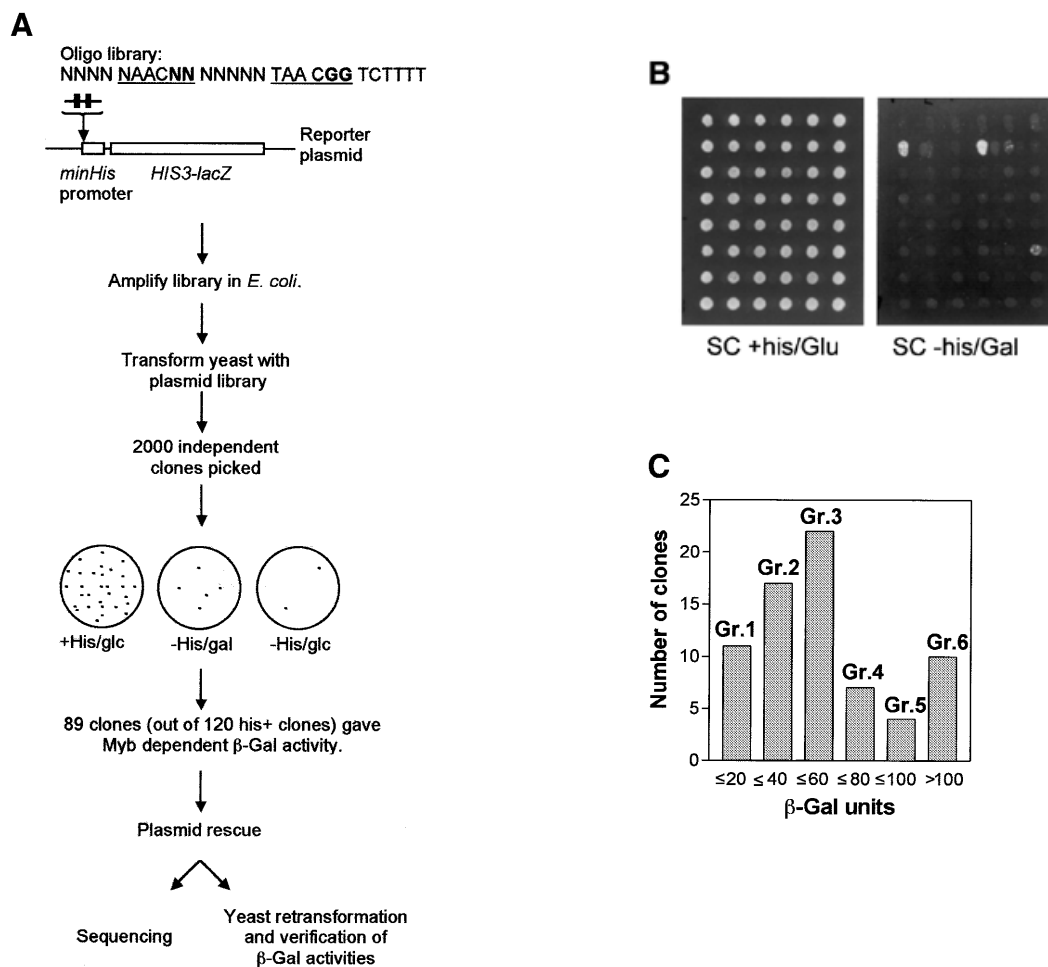 A
Oligo library:
NNNN NAACNN NNNNN TAA CGG TCTTTT
Reporter
plasmid
minHis
promoter
HIS3-lacZ
Amplify library in E. coli.
Transform yeast with
plasmid library
2000 independent
clones picked
+His/glc
-His/gal
-His/glc
89 clones (out of 120 his+ clones) gave
Myb dependent β-Gal activity.
Plasmid rescue
Sequencing
Yeast retransformation
and verification of
β-Gal activities
B
SC +his/Glu
SC -his/Gal
C
Number of clones
25
20
15
10
5
0
Gr.1
Gr.2
Gr.3
Gr.4
Gr.5
Gr.6
≤20
≤ 40
≤60
≤ 80
≤100
>100
β-Gal units